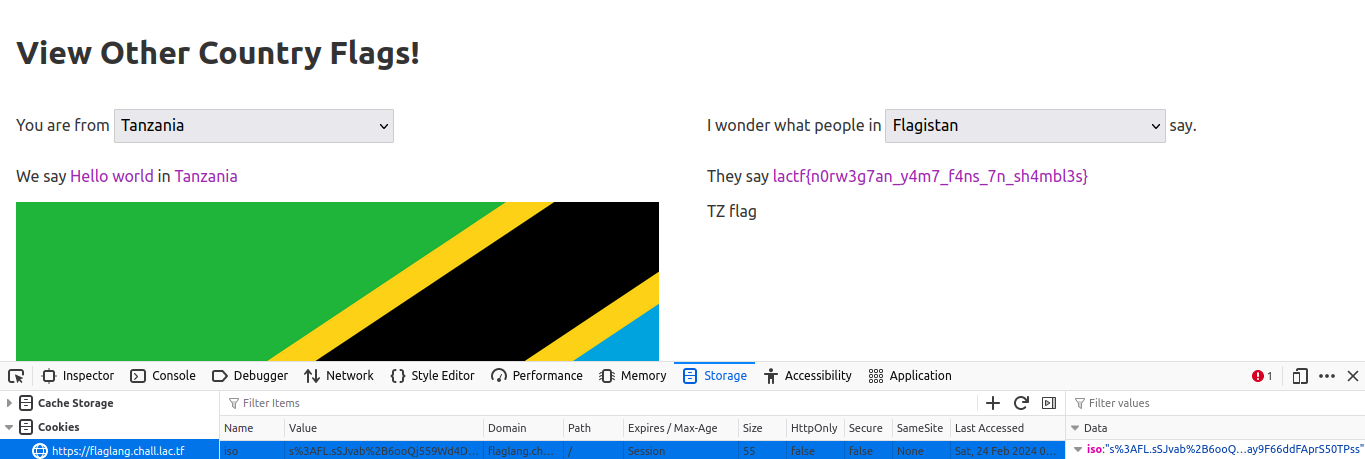 View Other Country Flags!
You are from Tanzania
I wonder what people in Flagistan say.
We say Hello world in Tanzania
They say lactf{n0rw3g7an_y4m7_f4ns_7n_sh4mbl3s}
TZ flag
Inspector Console Debugger Network Style Editor Performance Memory Storage Accessibility Application 1
Cache Storage
Filter Items
Filter values
Cookies
Name Value Domain Path Expires / Max-Age Size HttpOnly Secure SameSite Last Accessed
Data
https://flaglang.chall.lac.tf
iso s%3AFL.sSJvab%2B6ooQj559Wd4D... flaglang.ch... / Session 55 false false None Sat, 24 Feb 2024 0...
iso:"s%3AFL.sSJvab%2B6ooQ...ay9F66ddFAprS50TPss"